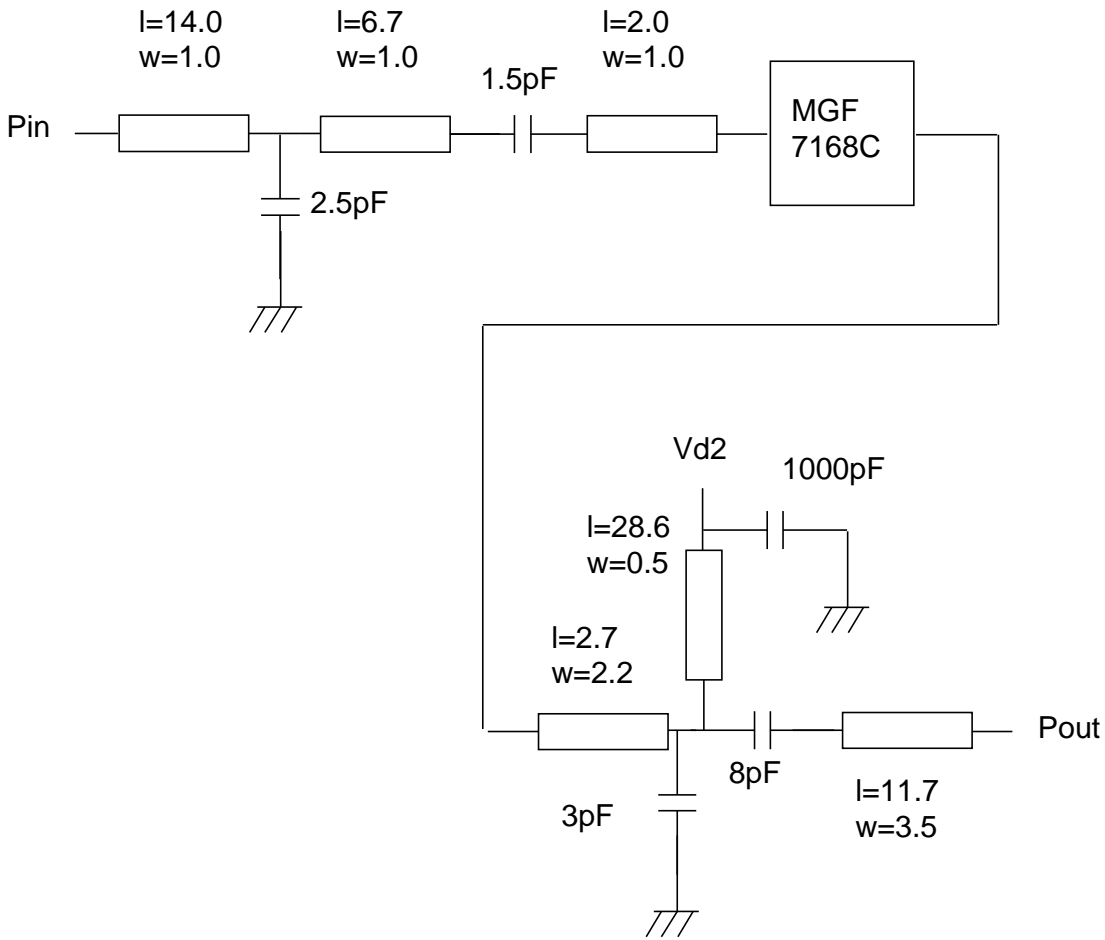 l=14.0
w=1.0
l=6.7
w=1.0
1.5pF
l=2.0
w=1.0
Pin
MGF
7168C
2.5pF
Vd2
1000pF
l=28.6
w=0.5
l=2.7
w=2.2
Pout
8pF
3pF
l=11.7
w=3.5